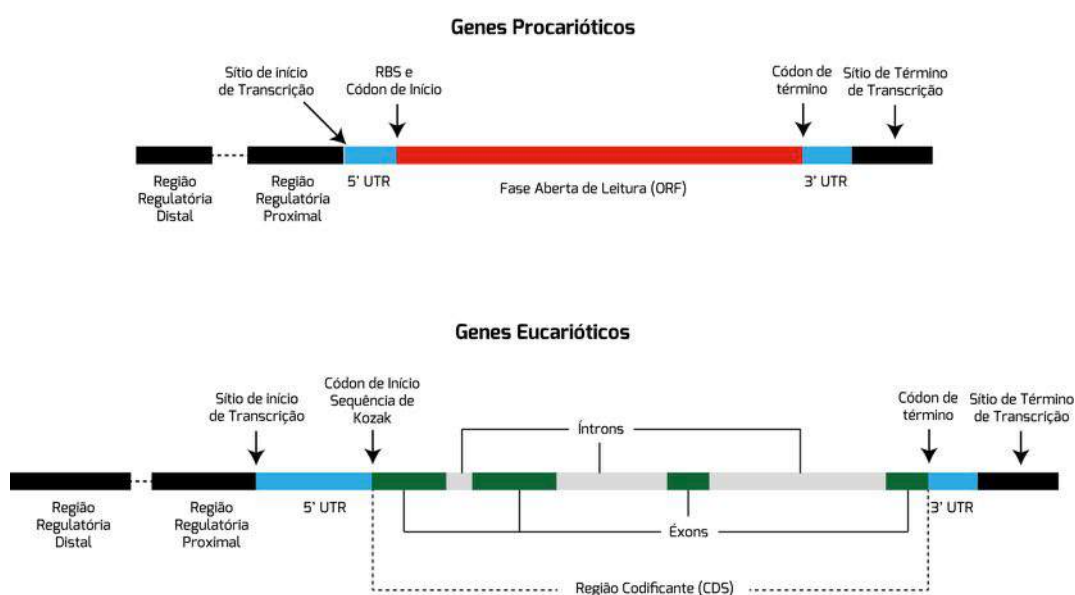 Genes Procarióticos
Sítio de início
de Transcrição
RBS e
Códon de Início
Códon de
término
Sítio de Término
de Transcrição
Região
Regulatória
Distal
Região
Regulatória
Proximal
5' UTR
Fase Aberta de Leitura (ORF)
3' UTR
Genes Eucarióticos
Sítio de início
de Transcrição
Códon de Início
Sequência de
Kozak
Íntrons
Códon de
término
Sítio de Término
de Transcrição
Região
Regulatória
Distal
Região
Regulatória
Proximal
5' UTR
Éxons
3' UTR
Região Codificante (CDS)